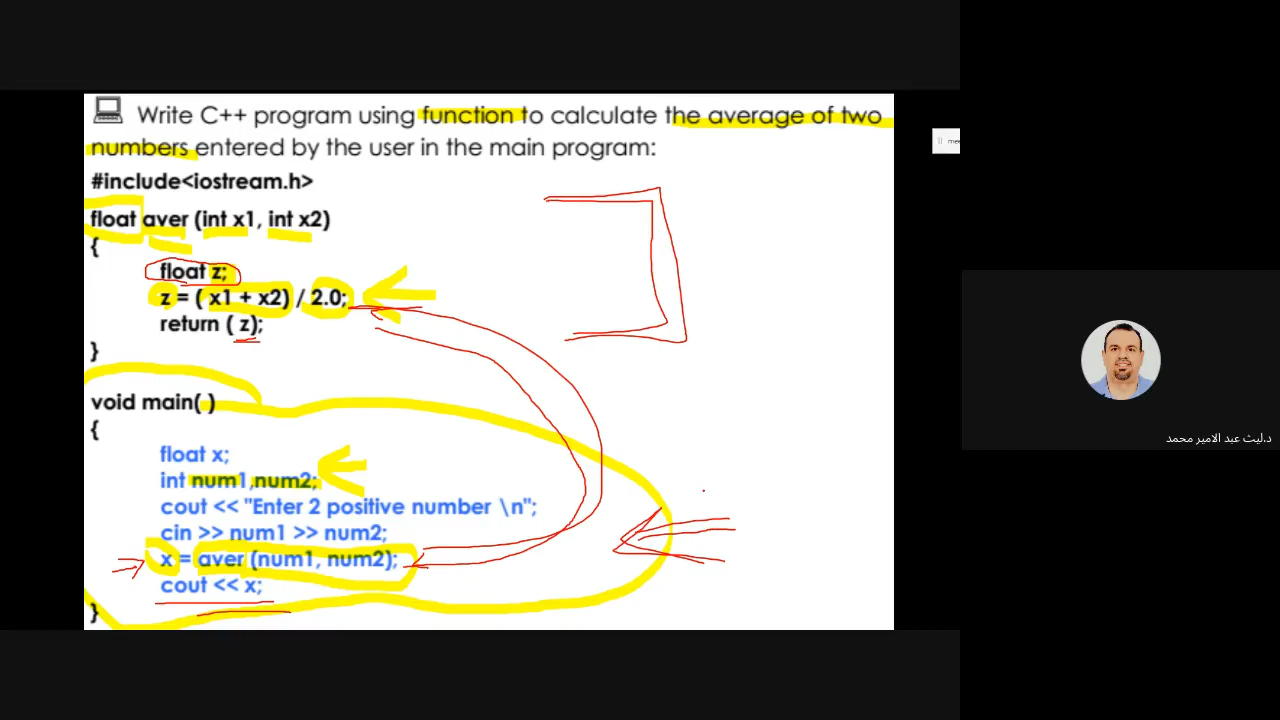 Write C++ program using function to calculate the average of two
numbers entered by the user in the main program:
#include<iostream.h>
float aver (int x1, int x2)
{
float z;
z = ( x1 + x2) / 2.0;
return ( z);
}
void main( )
{
float x;
int num1,num2;
cout << "Enter 2 positive number \n";
cin >> num1 >> num2;
x = aver (num1, num2);
cout << x;
}
د.ليث عبد الامير محمد